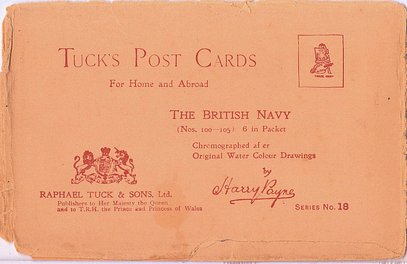 TUCK'S POST CARDS
For Home and Abroad
TRADE MARK
THE BRITISH NAVY
(Nos. 100—105) 6 in Packet
Chromographed after
Original Water Colour Drawings
by
Harry Payne
RAPHAEL TUCK & SONS, Ltd.
Publishers to Her Majesty the Queen
and to T.R.H. the Prince and Princess of Wales
SERIES No. 18